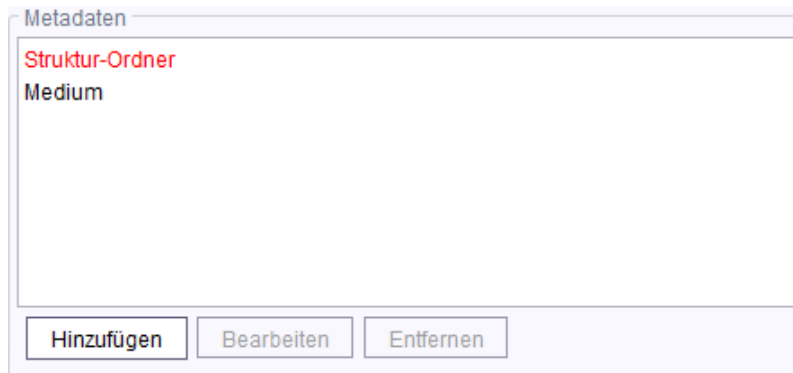 Metadaten
Struktur-Ordner
Medium
Hinzufügen Bearbeiten Entfernen